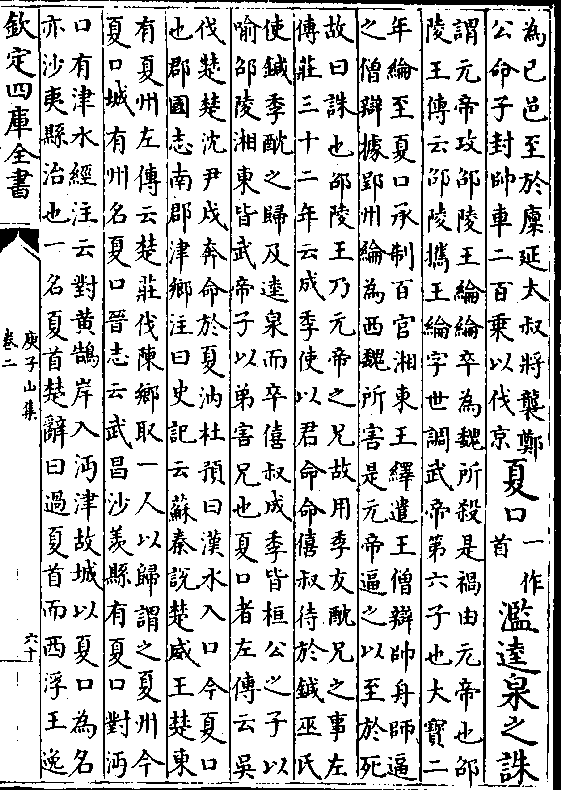 為已邑至於廩延太叔將襲鄭
公命子封帥車二百乘以伐京
夏口
一作
首
濫逵泉之誅
謂元帝攻邵陵王綸綸卒為魏所殺是禍由元帝也邵
陵王傳云邵陵攜王綸字世調武帝第六子也大寶二
年綸至夏口承制百官湘東王繹遣王僧辯帥舟師逼
之僧辯據郢州綸為西魏所害是元帝逼之以至於死
故曰誅也邵陵王乃元帝之兄故用季友酖兄之事左
傳莊三十二年云成季使以君命命僖叔待於鍼巫氏
使鍼季酖之歸及逵泉而卒僖叔成季皆桓公之子以
喻邵陵湘東皆武帝子以弟害兄也夏口者左傳云吳
伐楚楚沈尹戌奔命於夏汭杜預曰漢水入口今夏口
也郡國志南郡津鄉注曰史記云蘇秦說楚威王楚東
有夏州左傳云楚莊伐陳鄉取一人以歸謂之夏州今
夏口城有州名夏口晉志云武昌沙羡縣有夏口對沔
口有津水經注云對黃鵠岸入沔津故城以夏口為名
亦沙夷縣治也一名夏首楚辭曰過夏首而西浮王逸
欽定四庫全書
庾子山集
卷二
六十